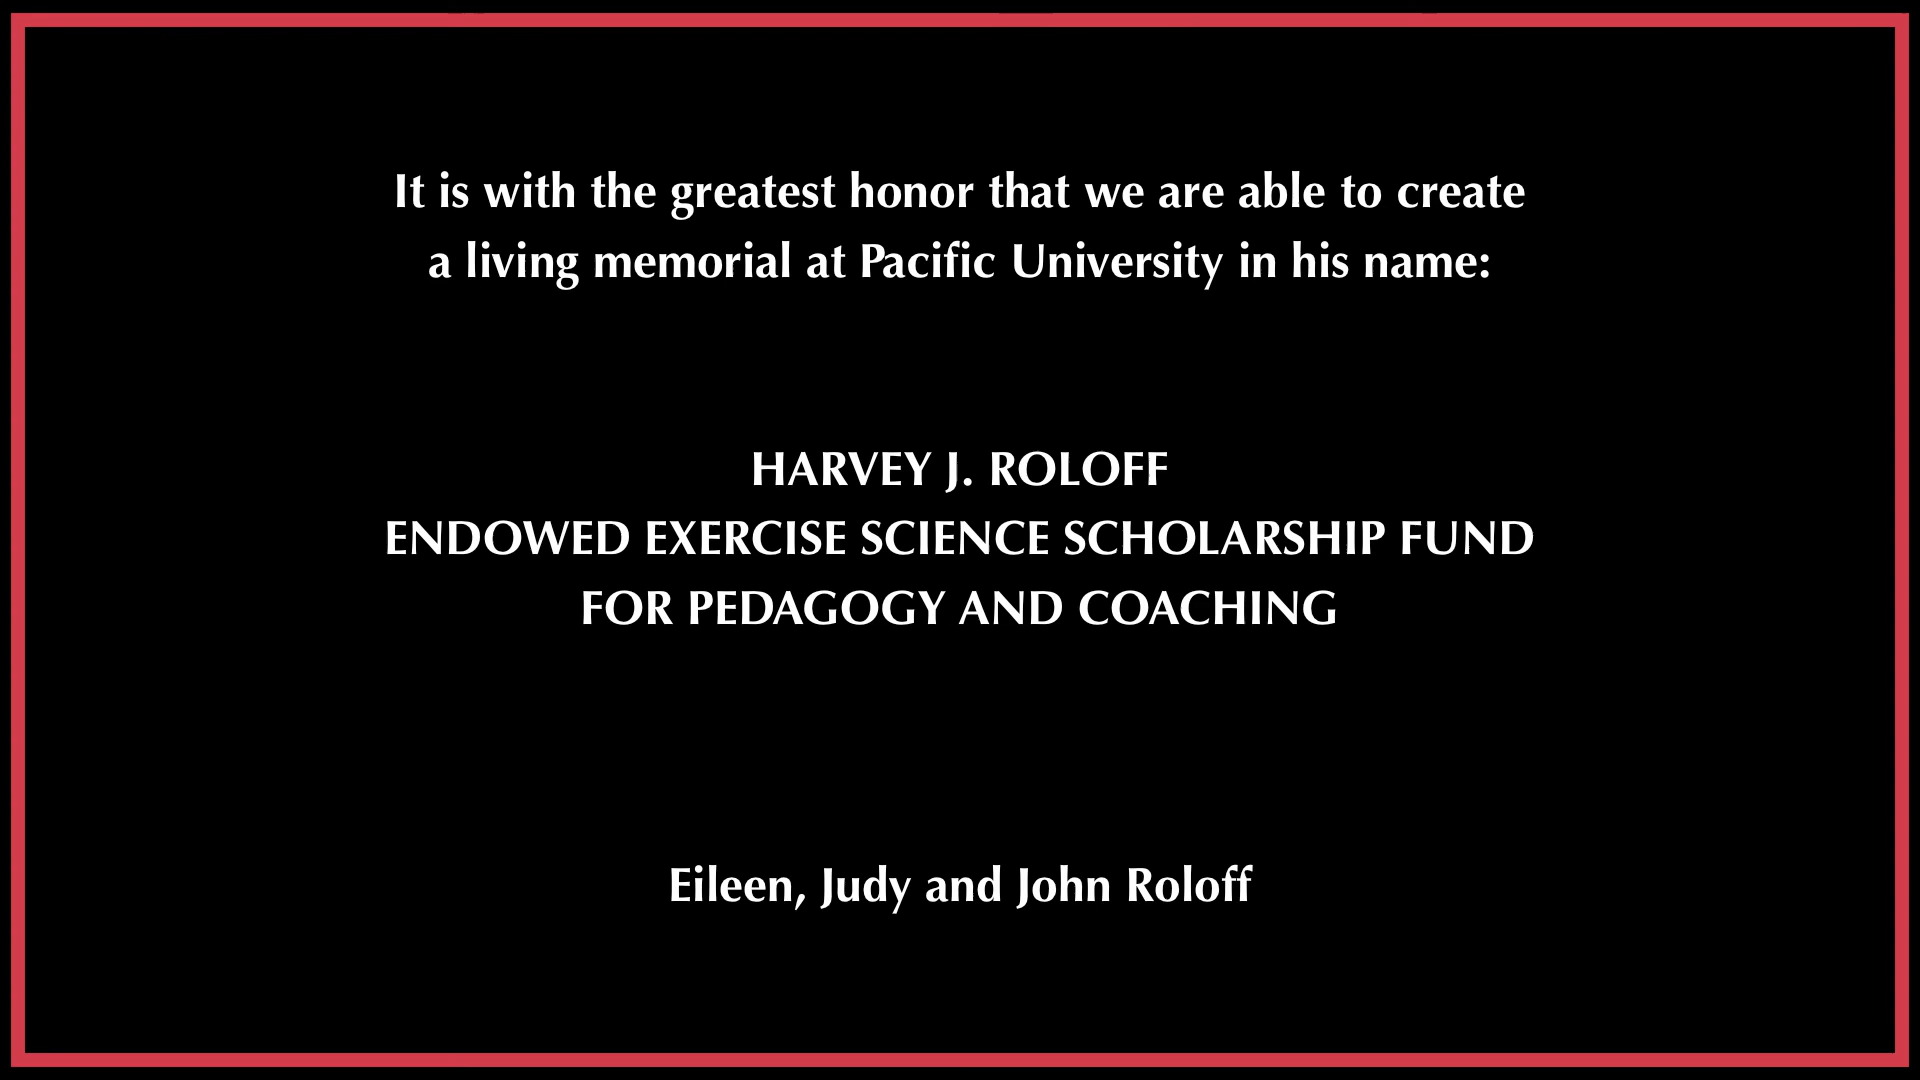 It is with the greatest honor that we are able to create
a living memorial at Pacific University in his name:
HARVEY J. ROLOFF
ENDOWED EXERCISE SCIENCE SCHOLARSHIP FUND
FOR PEDAGOGY AND COACHING
Eileen, Judy and John Roloff